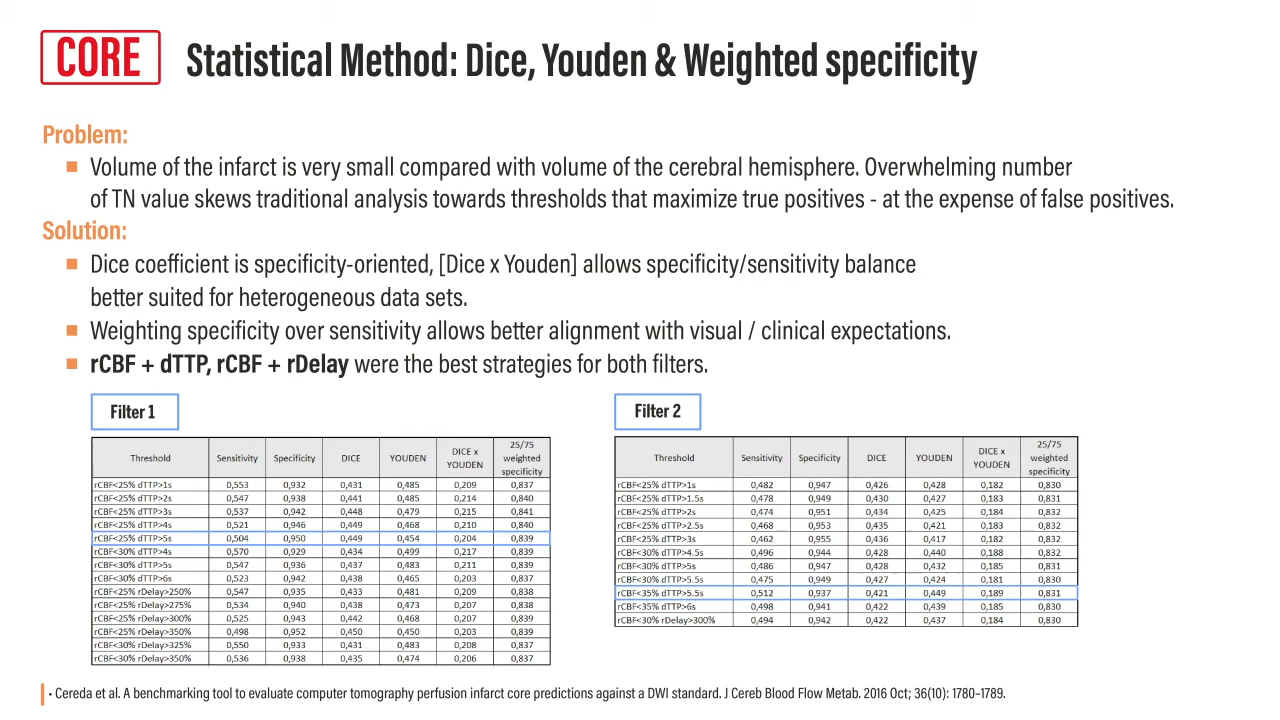 CORE Statistical Method: Dice, Youden & Weighted specificity
Problem:
■ Volume of the infarct is very small compared with volume of the cerebral hemisphere. Overwhelming number
of TN value skews traditional analysis towards thresholds that maximize true positives - at the expense of false positives.
Solution:
■ Dice coefficient is specificity-oriented, [Dice x Youden] allows specificity/sensitivity balance
better suited for heterogeneous data sets.
■ Weighting specificity over sensitivity allows better alignment with visual / clinical expectations.
■ rCBF + dTTP, rCBF + rDelay were the best strategies for both filters.
Filter 1
Threshold Sensitivity Specificity DICE YOUDEN DICE x YOUDEN 25/75 weighted specificity
rCBF<25% dTTP>1s 0,553 0,932 0,431 0,485 0,209 0,837
rCBF<25% dTTP>2s 0,547 0,938 0,441 0,485 0,214 0,840
rCBF<25% dTTP>3s 0,537 0,942 0,448 0,479 0,215 0,841
rCBF<25% dTTP>4s 0,521 0,946 0,449 0,468 0,210 0,840
rCBF<25% dTTP>5s 0,504 0,950 0,449 0,454 0,204 0,839
rCBF<30% dTTP>4s 0,570 0,929 0,434 0,499 0,217 0,839
rCBF<30% dTTP>5s 0,547 0,936 0,437 0,483 0,211 0,839
rCBF<30% dTTP>6s 0,523 0,942 0,438 0,465 0,203 0,837
rCBF<25% rDelay>250% 0,547 0,935 0,433 0,481 0,209 0,838
rCBF<25% rDelay>275% 0,534 0,940 0,438 0,473 0,207 0,838
rCBF<25% rDelay>300% 0,525 0,943 0,442 0,468 0,207 0,839
rCBF<25% rDelay>350% 0,498 0,952 0,450 0,450 0,203 0,839
rCBF<30% rDelay>325% 0,550 0,933 0,431 0,483 0,208 0,837
rCBF<30% rDelay>350% 0,536 0,938 0,435 0,474 0,206 0,837
Filter 2
Threshold Sensitivity Specificity DICE YOUDEN DICE x YOUDEN 25/75 weighted specificity
rCBF<25% dTTP>1s 0,482 0,947 0,426 0,428 0,182 0,830
rCBF<25% dTTP>1.5s 0,478 0,949 0,430 0,427 0,183 0,831
rCBF<25% dTTP>2s 0,474 0,951 0,434 0,425 0,184 0,832
rCBF<25% dTTP>2.5s 0,468 0,953 0,435 0,421 0,183 0,832
rCBF<25% dTTP>3s 0,462 0,955 0,436 0,417 0,182 0,832
rCBF<30% dTTP>4.5s 0,496 0,944 0,428 0,440 0,188 0,832
rCBF<30% dTTP>5s 0,486 0,947 0,428 0,432 0,185 0,831
rCBF<30% dTTP>5.5s 0,475 0,949 0,427 0,424 0,181 0,830
rCBF<35% dTTP>5.5s 0,512 0,937 0,421 0,449 0,189 0,831
rCBF<35% dTTP>6s 0,498 0,941 0,422 0,439 0,185 0,830
rCBF<30% rDelay>300% 0,494 0,942 0,422 0,437 0,184 0,830
• Cereda et al. A benchmarking tool to evaluate computer tomography perfusion infarct core predictions against a DWI standard. J Cereb Blood Flow Metab. 2016 Oct; 36(10): 1780–1789.